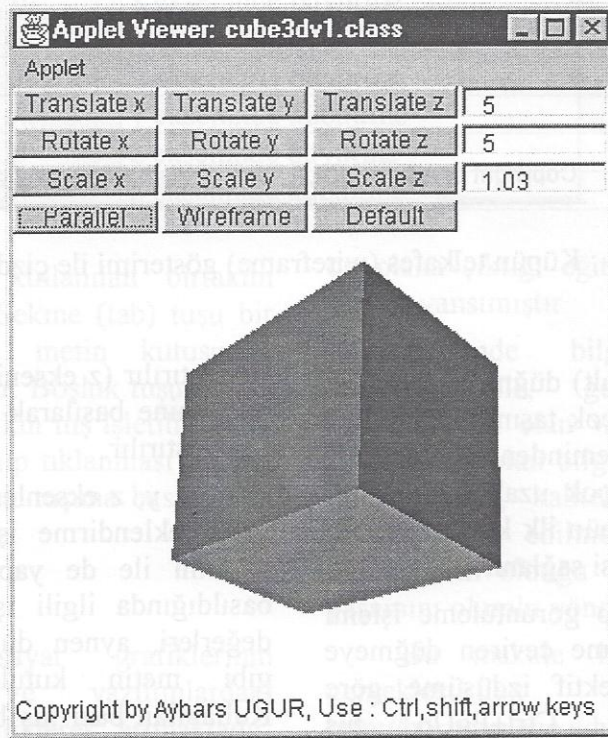 Applet Viewer: cube3dv1.class
Applet
Translate x Translate y Translate z 5
Rotate x Rotate y Rotate z 5
Scale x Scale y Scale z 1.03
Parallel Wireframe Default
Copyright by Aybars UGUR, Use : Ctrl,shift,arrow keys